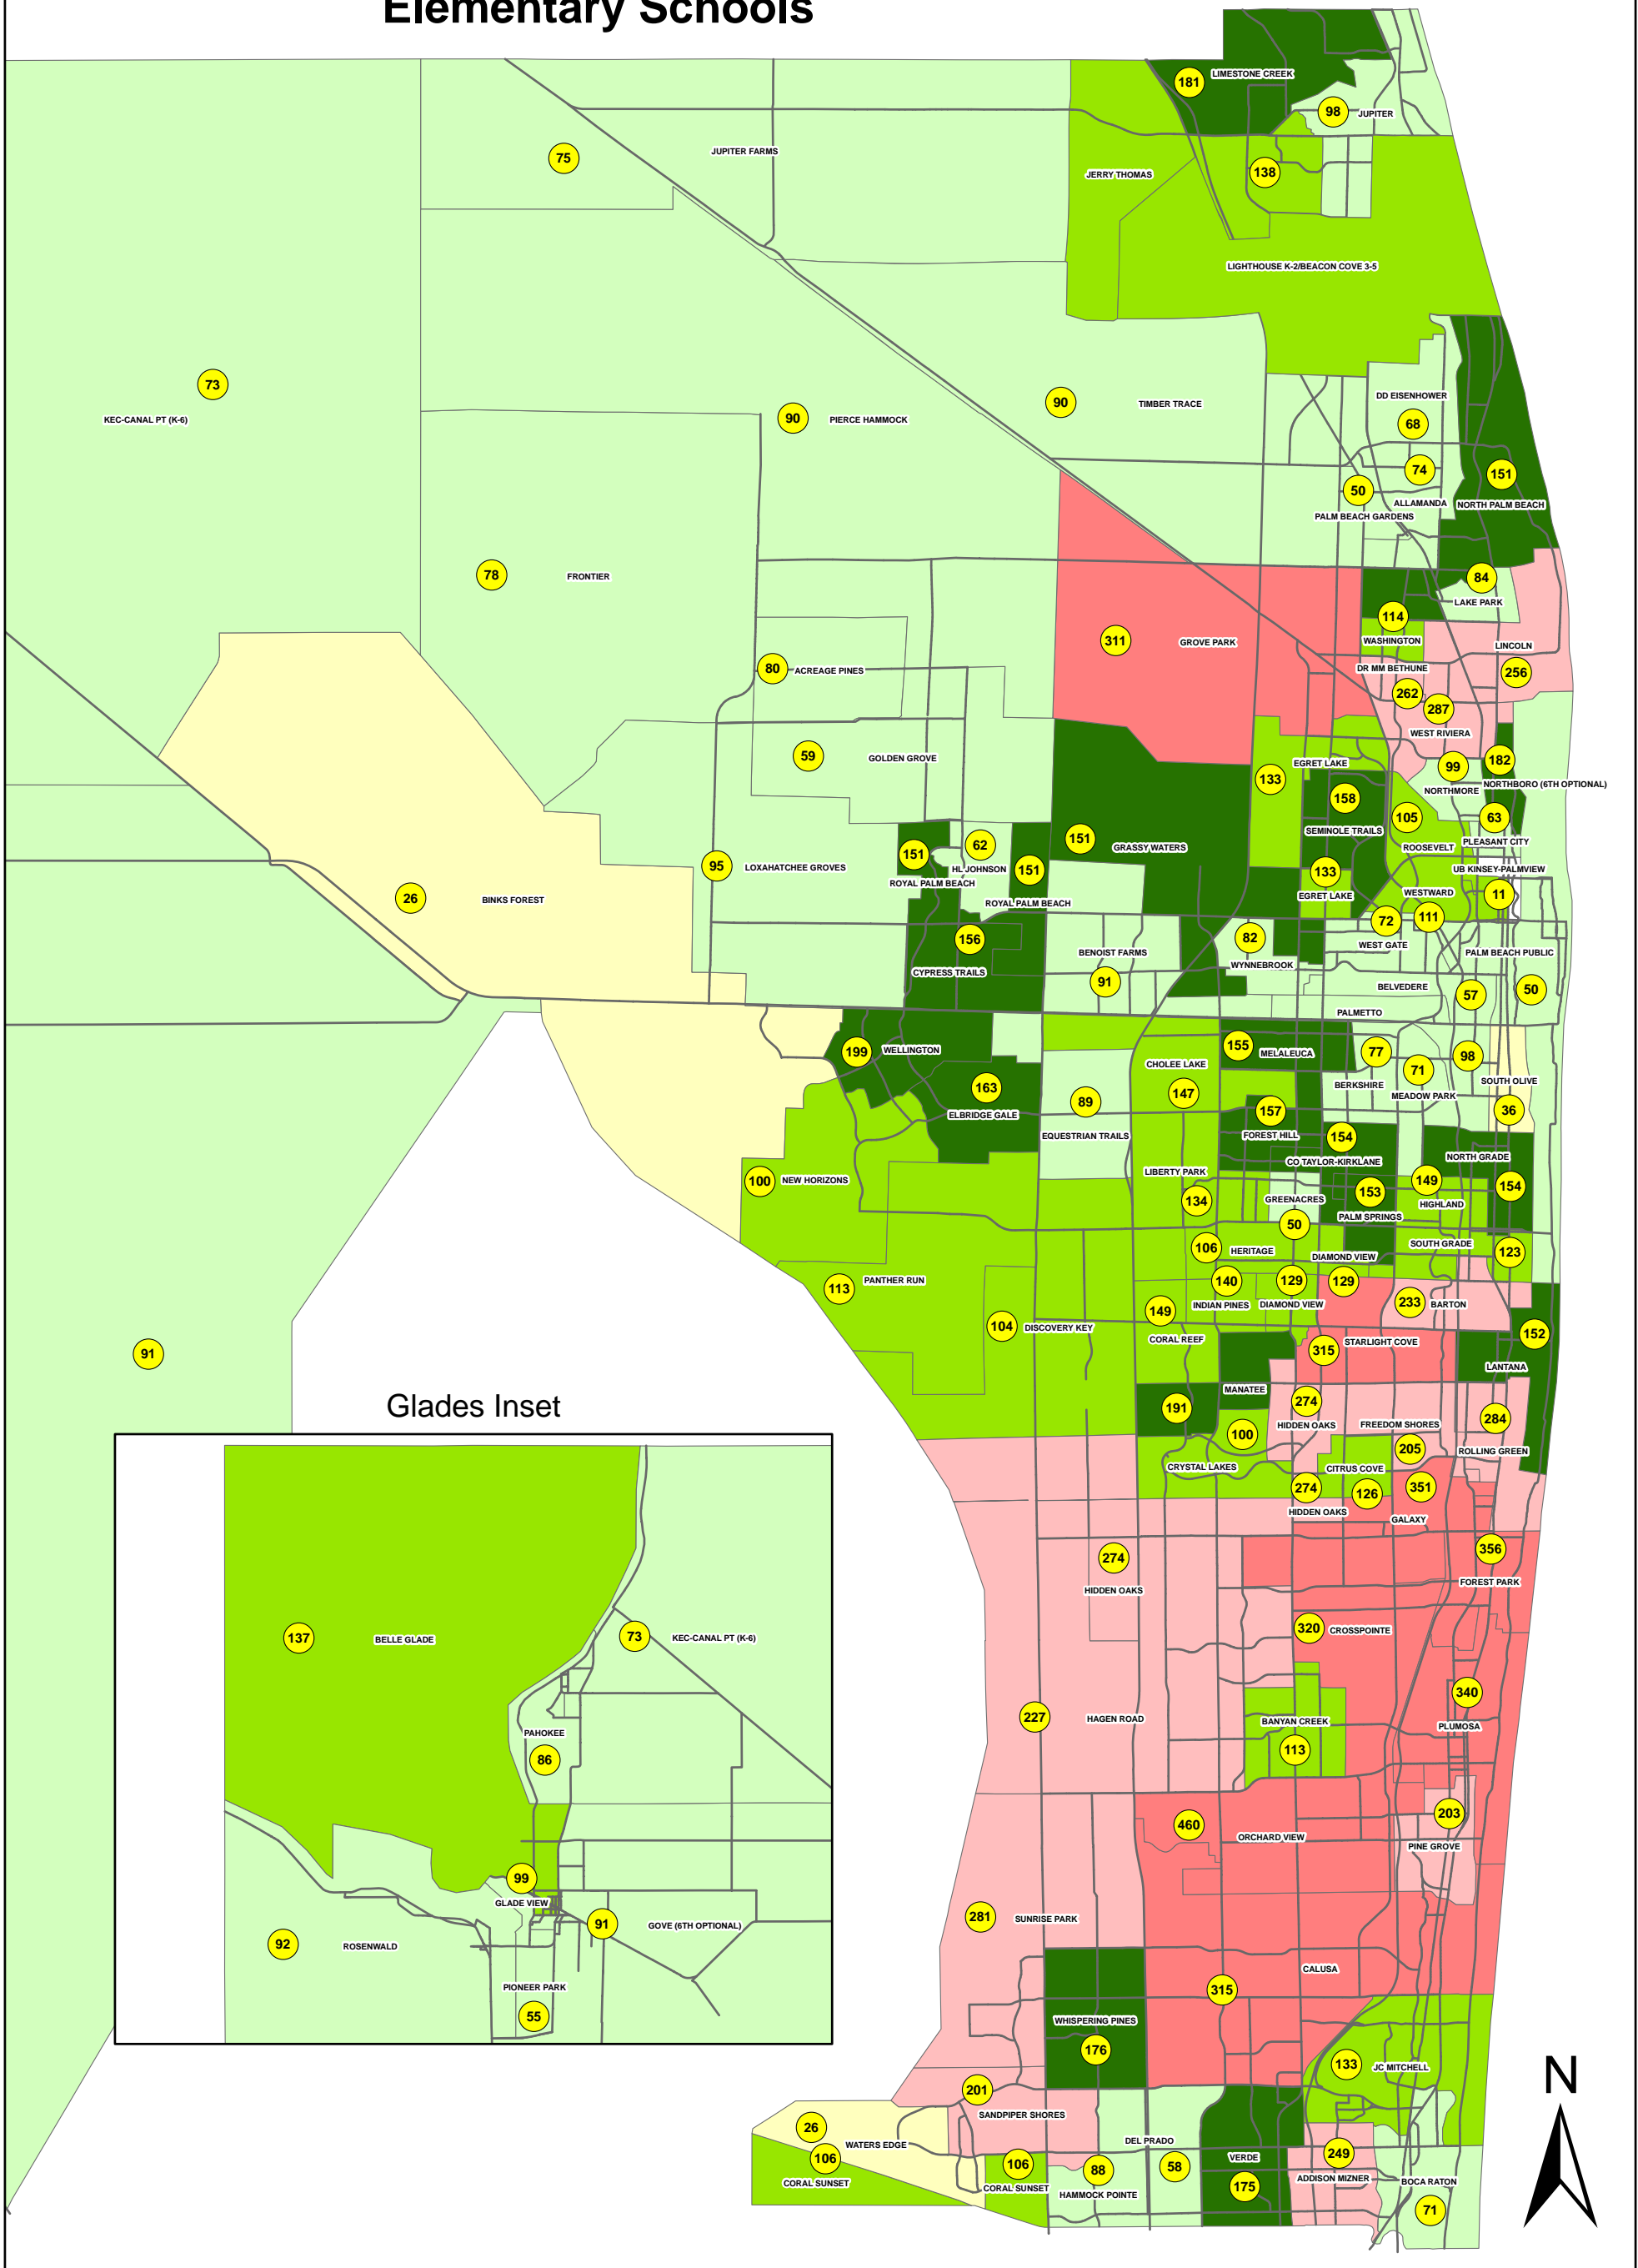 Elementary Schools
181
LIMESTONE CREEK
98
JUPITER
75
JUPITER FARMS
138
JERRY THOMAS
LIGHTHOUSE K-2/BEACON COVE 3-5
73
KEC-CANAL PT (K-6)
90
PIERCE HAMMOCK
90
TIMBER TRACE
DD EISENHOWER
68
74
ALLAMANDA
50
PALM BEACH GARDENS
151
NORTH PALM BEACH
78
FRONTIER
84
LAKE PARK
114
WASHINGTON
311
GROVE PARK
LINCOLN
256
DR MM BETHUNE
262
287
WEST RIVIERA
80
ACREAGE PINES
59
GOLDEN GROVE
133
EGRET LAKE
99
NORTHMORE
182
NORTHBORO (6TH OPTIONAL)
158
SEMINOLE TRAILS
105
ROOSEVELT
63
PLEASANT CITY
151
ROYAL PALM BEACH
62
HL JOHNSON
151
ROYAL PALM BEACH
151
GRASSY WATERS
95
LOXAHATCHEE GROVES
133
EGRET LAKE
UB KINSEY-PALMVIEW
11
WESTWARD
111
72
WEST GATE
26
BINKS FOREST
156
CYPRESS TRAILS
BENOIST FARMS
91
82
WYNNEBROOK
PALM BEACH PUBLIC
50
BELVEDERE
57
PALMETTO
199
WELLINGTON
163
ELBRIDGE GALE
89
EQUESTRIAN TRAILS
CHOLEE LAKE
147
155
MELALEUCA
77
BERKSHIRE
71
MEADOW PARK
98
SOUTH OLIVE
36
157
FOREST HILL
154
CO TAYLOR-KIRKLANE
NORTH GRADE
154
149
HIGHLAND
153
PALM SPRINGS
100
NEW HORIZONS
LIBERTY PARK
134
GREENACRES
50
106
HERITAGE
DIAMOND VIEW
129
SOUTH GRADE
123
113
PANTHER RUN
140
INDIAN PINES
129
DIAMOND VIEW
233
BARTON
104
DISCOVERY KEY
149
CORAL REEF
315
STARLIGHT COVE
152
LANTANA
91
191
MANATEE
274
HIDDEN OAKS
FREEDOM SHORES
205
284
ROLLING GREEN
100
CRYSTAL LAKES
CITRUS COVE
126
274
HIDDEN OAKS
351
GALAXY
274
HIDDEN OAKS
356
FOREST PARK
320
CROSSPOINTE
227
HAGEN ROAD
BANYAN CREEK
113
340
PLUMOSA
460
ORCHARD VIEW
203
PINE GROVE
281
SUNRISE PARK
315
CALUSA
WHISPERING PINES
176
133
JC MITCHELL
201
SANDPIPER SHORES
26
WATERS EDGE
106
CORAL SUNSET
106
CORAL SUNSET
88
HAMMOCK POINTE
DEL PRADO
58
VERDE
175
249
ADDISON MIZNER
BOCA RATON
71
Glades Inset
137
BELLE GLADE
73
KEC-CANAL PT (K-6)
PAHOKEE
86
99
GLADE VIEW
91
GOVE (6TH OPTIONAL)
92
ROSENWALD
PIONEER PARK
55
N